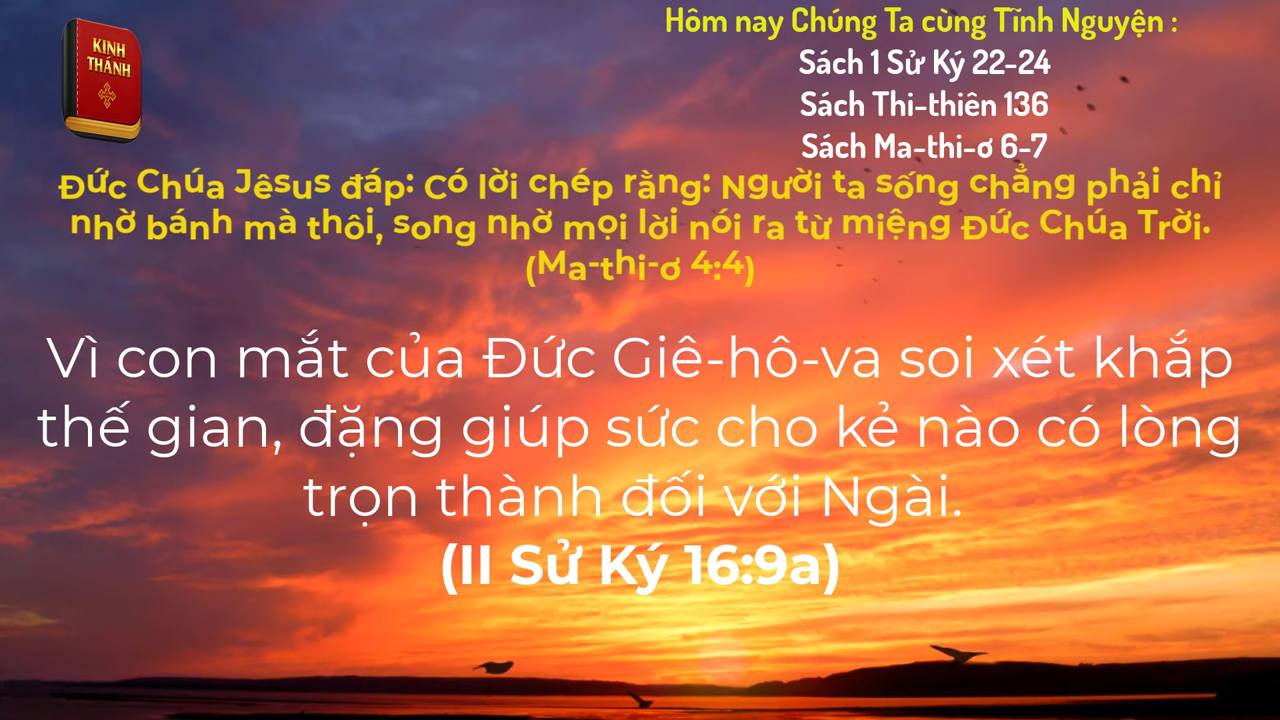 KINH
THÁNH
Hôm nay Chúng Ta cùng Tĩnh Nguyện :
Sách 1 Sử Ký 22-24
Sách Thi-thiên 136
Sách Ma-thi-ơ 6-7
Đức Chúa Jêsus đáp: Có lời chép rằng: Người ta sống chẳng phải chỉ
nhờ bánh mà thôi, song nhờ mọi lời nói ra từ miệng Đức Chúa Trời.
(Ma-thi-ơ 4:4)
Vì con mắt của Đức Giê-hô-va soi xét khắp
thế gian, đặng giúp sức cho kẻ nào có lòng
trọn thành đối với Ngài.
(II Sử Ký 16:9a)